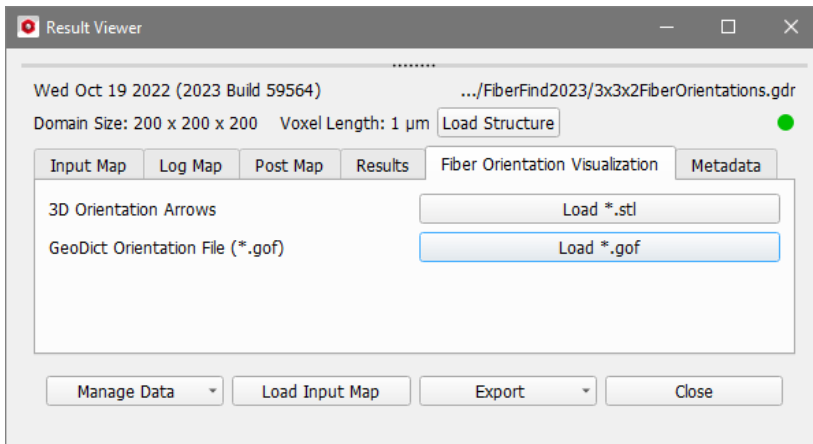 Result Viewer
Wed Oct 19 2022 (2023 Build 59564) .../FiberFind2023/3x3x2FiberOrientations.gdr
Domain Size: 200 x 200 x 200 Voxel Length: 1 µm Load Structure
Input Map Log Map Post Map Results Fiber Orientation Visualization Metadata
3D Orientation Arrows Load *.stl
GeoDict Orientation File (*.gof) Load *.gof
Manage Data Load Input Map Export Close